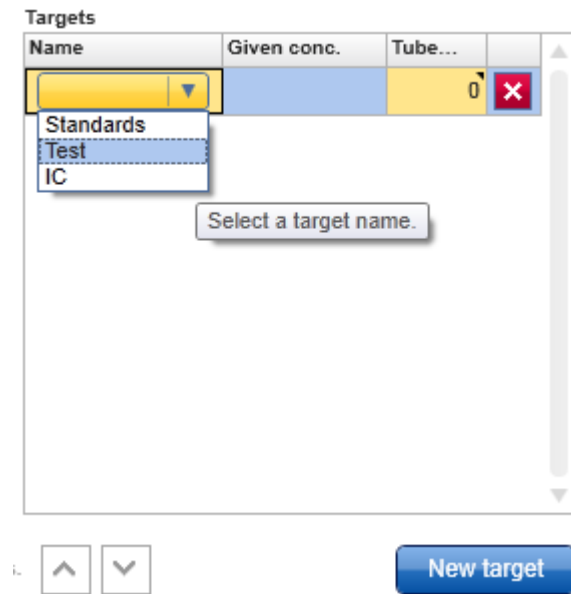 Targets
Name Given conc. Tube...
0
Standards
Test
IC
Select a target name.
s. New target